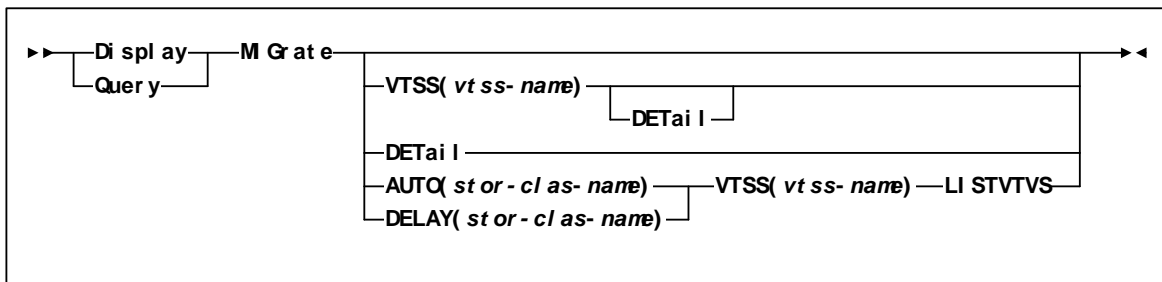 Display MIGrate
Query
VTSS(vtss-name)
DETail
DETail
AUTO(stor-clas-name) VTSS(vtss-name) LISTVTVS
DELAY(stor-clas-name)